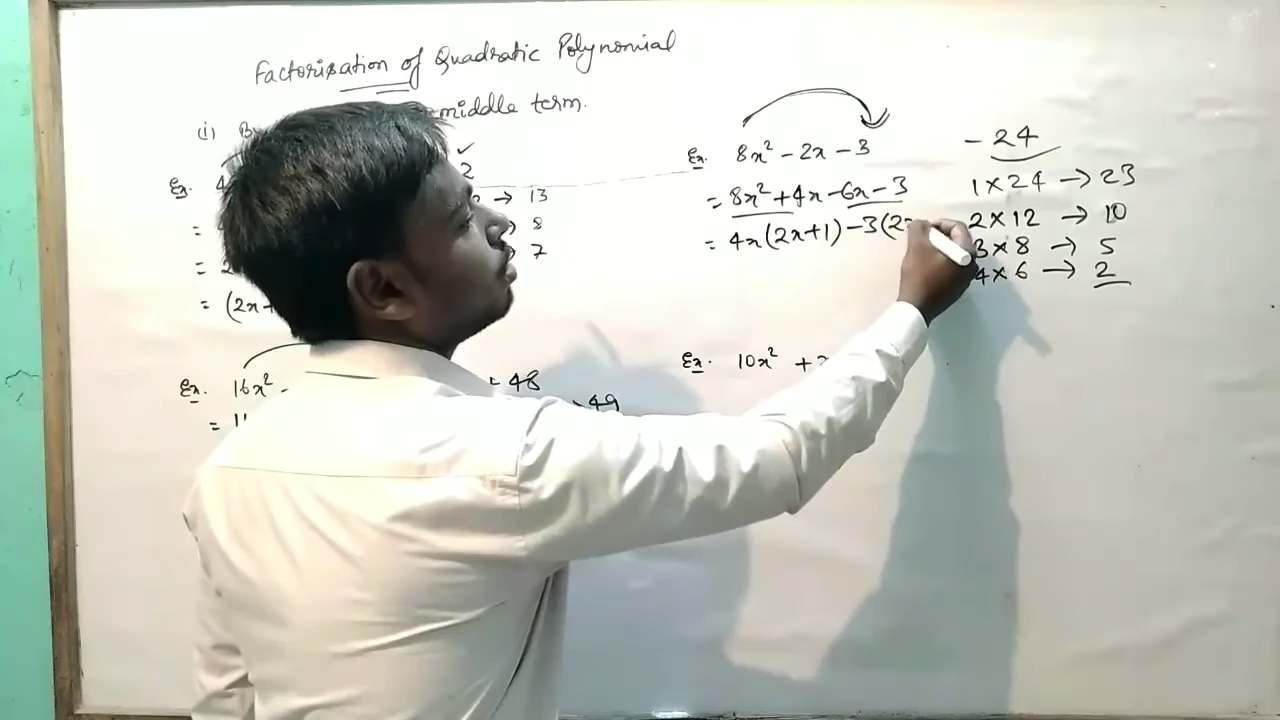 Factorization of Quadratic Polynomial
(i) B middle term.
Ex. 4 2
→ 13
= 8
= 2 7
= (2x+
Ex. 16x² - 48
= 49
Ex. 8x² - 2x - 3
= 8x² + 4x - 6x - 3
= 4x(2x+1) - 3(2
- 24
1 × 24 → 23
2 × 12 → 10
3 × 8 → 5
4 × 6 → 2
Ex. 10x² +